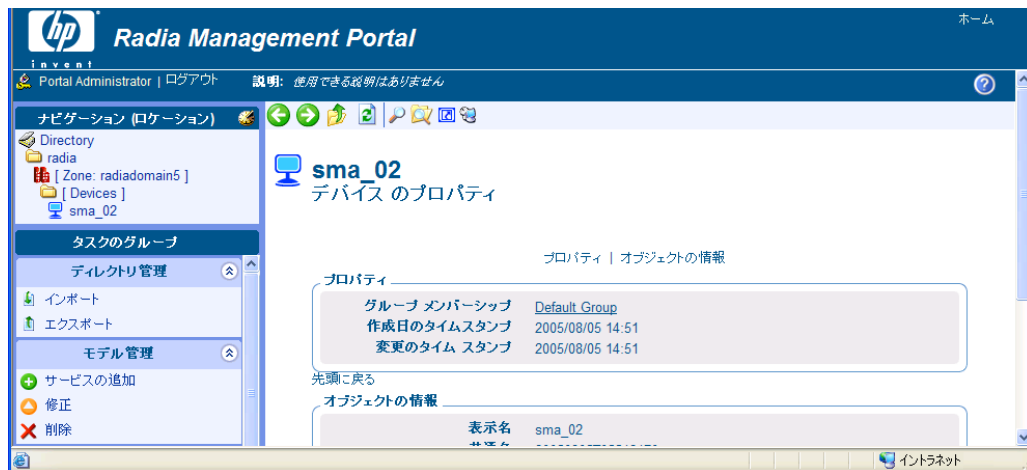 hp
invent
Radia Management Portal
ホーム
Portal Administrator | ログアウト
説明: 使用できる説明はありません
ナビゲーション (ロケーション)
Directory
radia
[ Zone: radiadomain5 ]
[ Devices ]
sma_02
タスクのグループ
ディレクトリ管理
インポート
エクスポート
モデル管理
サービスの追加
修正
削除
sma_02
デバイス のプロパティ
プロパティ | オブジェクトの情報
プロパティ
グループ メンバーシップ Default Group
作成日のタイムスタンプ 2005/08/05 14:51
変更のタイム スタンプ 2005/08/05 14:51
先頭に戻る
オブジェクトの情報
表示名 sma_02
イントラネット